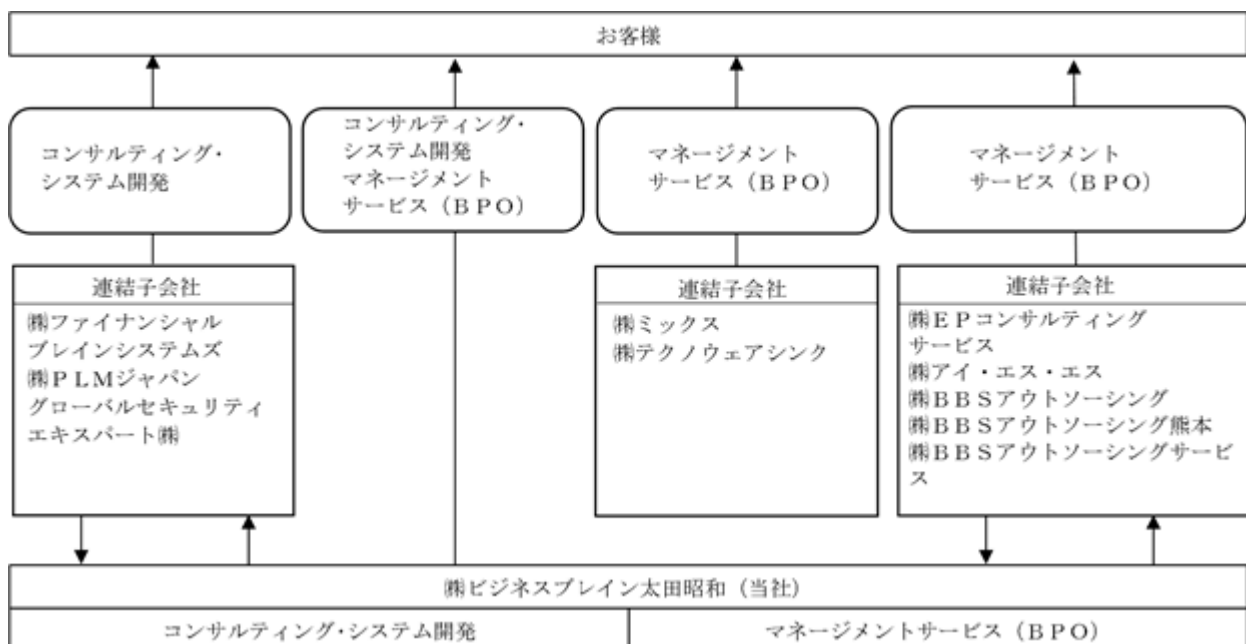 お客様
コンサルティング・
システム開発
コンサルティング・
システム開発
マネージメント
サービス（ＢＰＯ）
マネージメント
サービス（ＢＰＯ）
マネージメント
サービス（ＢＰＯ）
連結子会社
㈱ファイナンシャル
ブレインシステムズ
㈱ＰＬＭジャパン
グローバルセキュリティ
エキスパート㈱
連結子会社
㈱ミックス
㈱テクノウェアシンク
連結子会社
㈱ＥＰコンサルティング
サービス
㈱アイ・エス・エス
㈱ＢＢＳアウトソーシング
㈱ＢＢＳアウトソーシング熊本
㈱ＢＢＳアウトソーシングサービ
ス
㈱ビジネスブレイン太田昭和（当社）
コンサルティング・システム開発
マネージメントサービス（ＢＰＯ）